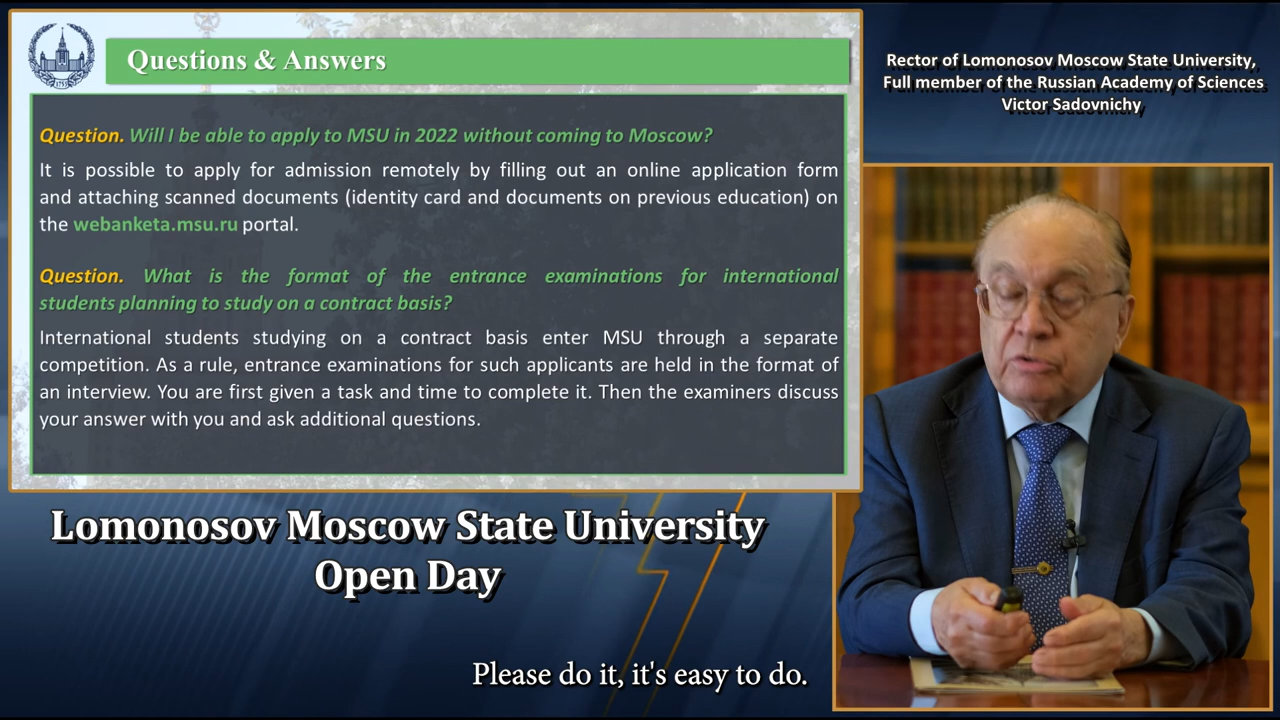 Questions & Answers
Question. Will I be able to apply to MSU in 2022 without coming to Moscow?
It is possible to apply for admission remotely by filling out an online application form
and attaching scanned documents (identity card and documents on previous education) on
the webanketa.msu.ru portal.
Question. What is the format of the entrance examinations for international
students planning to study on a contract basis?
International students studying on a contract basis enter MSU through a separate
competition. As a rule, entrance examinations for such applicants are held in the format of
an interview. You are first given a task and time to complete it. Then the examiners discuss
your answer with you and ask additional questions.
Rector of Lomonosov Moscow State University,
Full member of the Russian Academy of Sciences
Victor Sadovnichy
Lomonosov Moscow State University
Open Day
Please do it, it's easy to do.